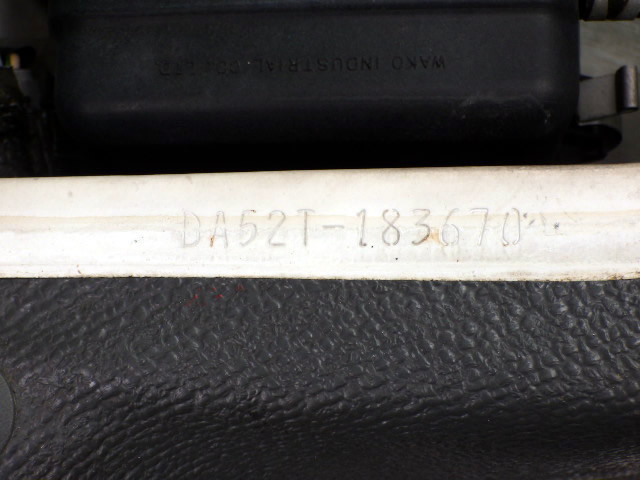 WAKO INDUSTRIAL CO., LTD
DA52T-183670